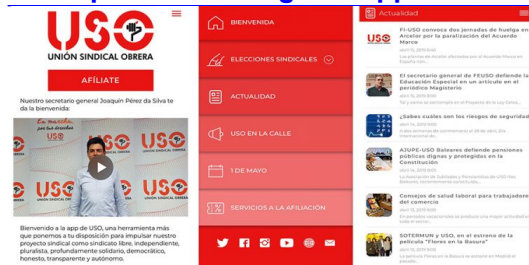 USO
UNIÓN SINDICAL OBRERA
AFÍLIATE
Nuestro secretario general Joaquín Pérez da Silva te
da la bienvenida:
En marcha
por tus derechos
USO
Bienvenido a la app de USO, una herramienta más
que ponemos a tu disposición para impulsar nuestro
proyecto sindical como sindicato libre, independiente,
pluralista, profundamente solidario, democrático,
honesto, transparente y autónomo.
BIENVENIDA
ELECCIONES SINDICALES
ACTUALIDAD
USO EN LA CALLE
1 DE MAYO
SERVICIOS A LA AFILIACIÓN
Actualidad
FI-USO convoca dos jornadas de huelga en
Arcelor por la paralización del Acuerdo
Marco
El secretario general de FEUSO defiende la
Educación Especial en un artículo en el
periódico Magisterio
¿Sabes cuáles son los riesgos de seguridad
AJUPE-USO Baleares defiende pensiones
públicas dignas y protegidas en la
Constitución
Consejos de salud laboral para trabajadores
del comercio
SOTERMUN y USO, en el estreno de la
película "Flores en la Basura"